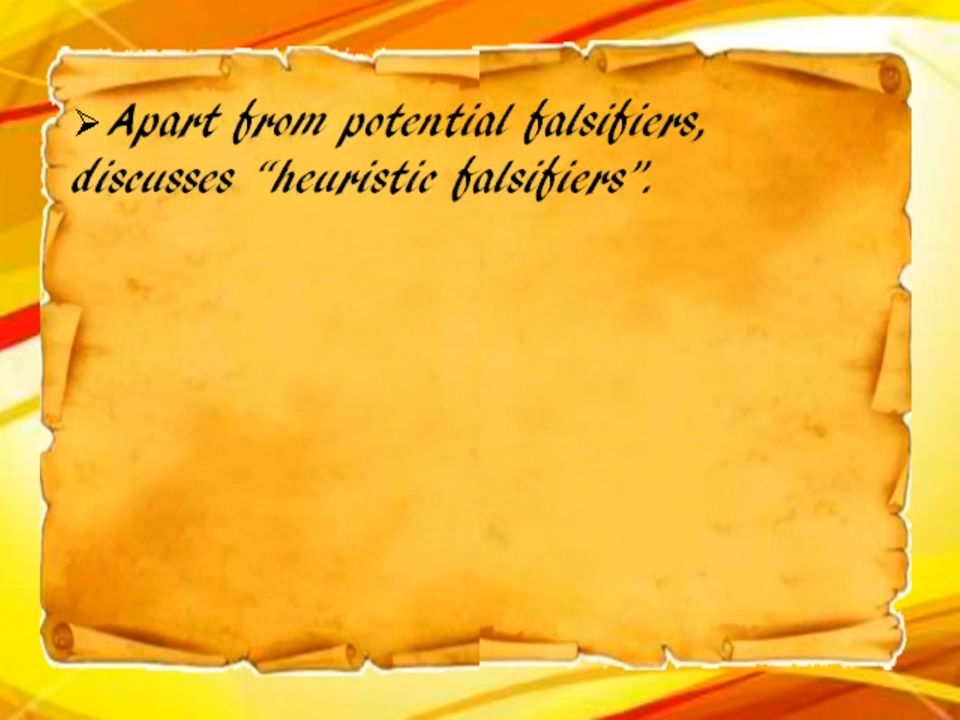 ➢ Apart from potential falsifiers,
discusses “heuristic falsifiers”.